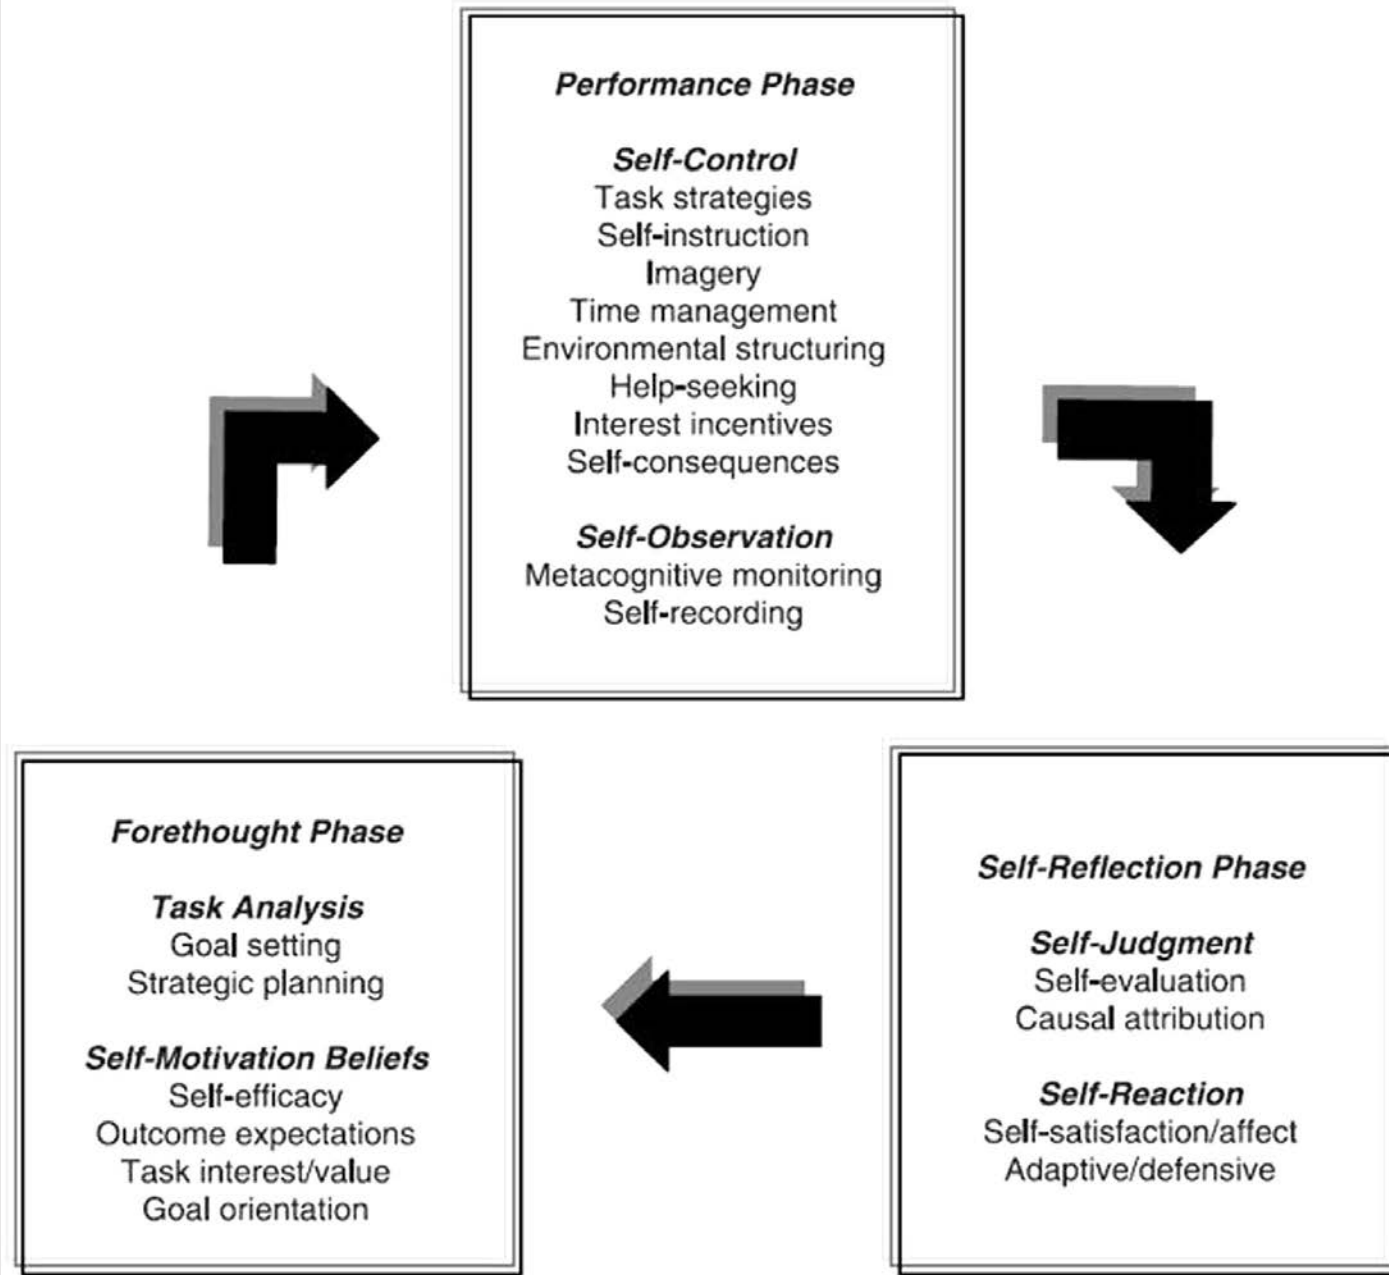 Performance Phase
Self-Control
Task strategies
Self-instruction
Imagery
Time management
Environmental structuring
Help-seeking
Interest incentives
Self-consequences
Self-Observation
Metacognitive monitoring
Self-recording
Forethought Phase
Task Analysis
Goal setting
Strategic planning
Self-Motivation Beliefs
Self-efficacy
Outcome expectations
Task interest/value
Goal orientation
Self-Reflection Phase
Self-Judgment
Self-evaluation
Causal attribution
Self-Reaction
Self-satisfaction/affect
Adaptive/defensive